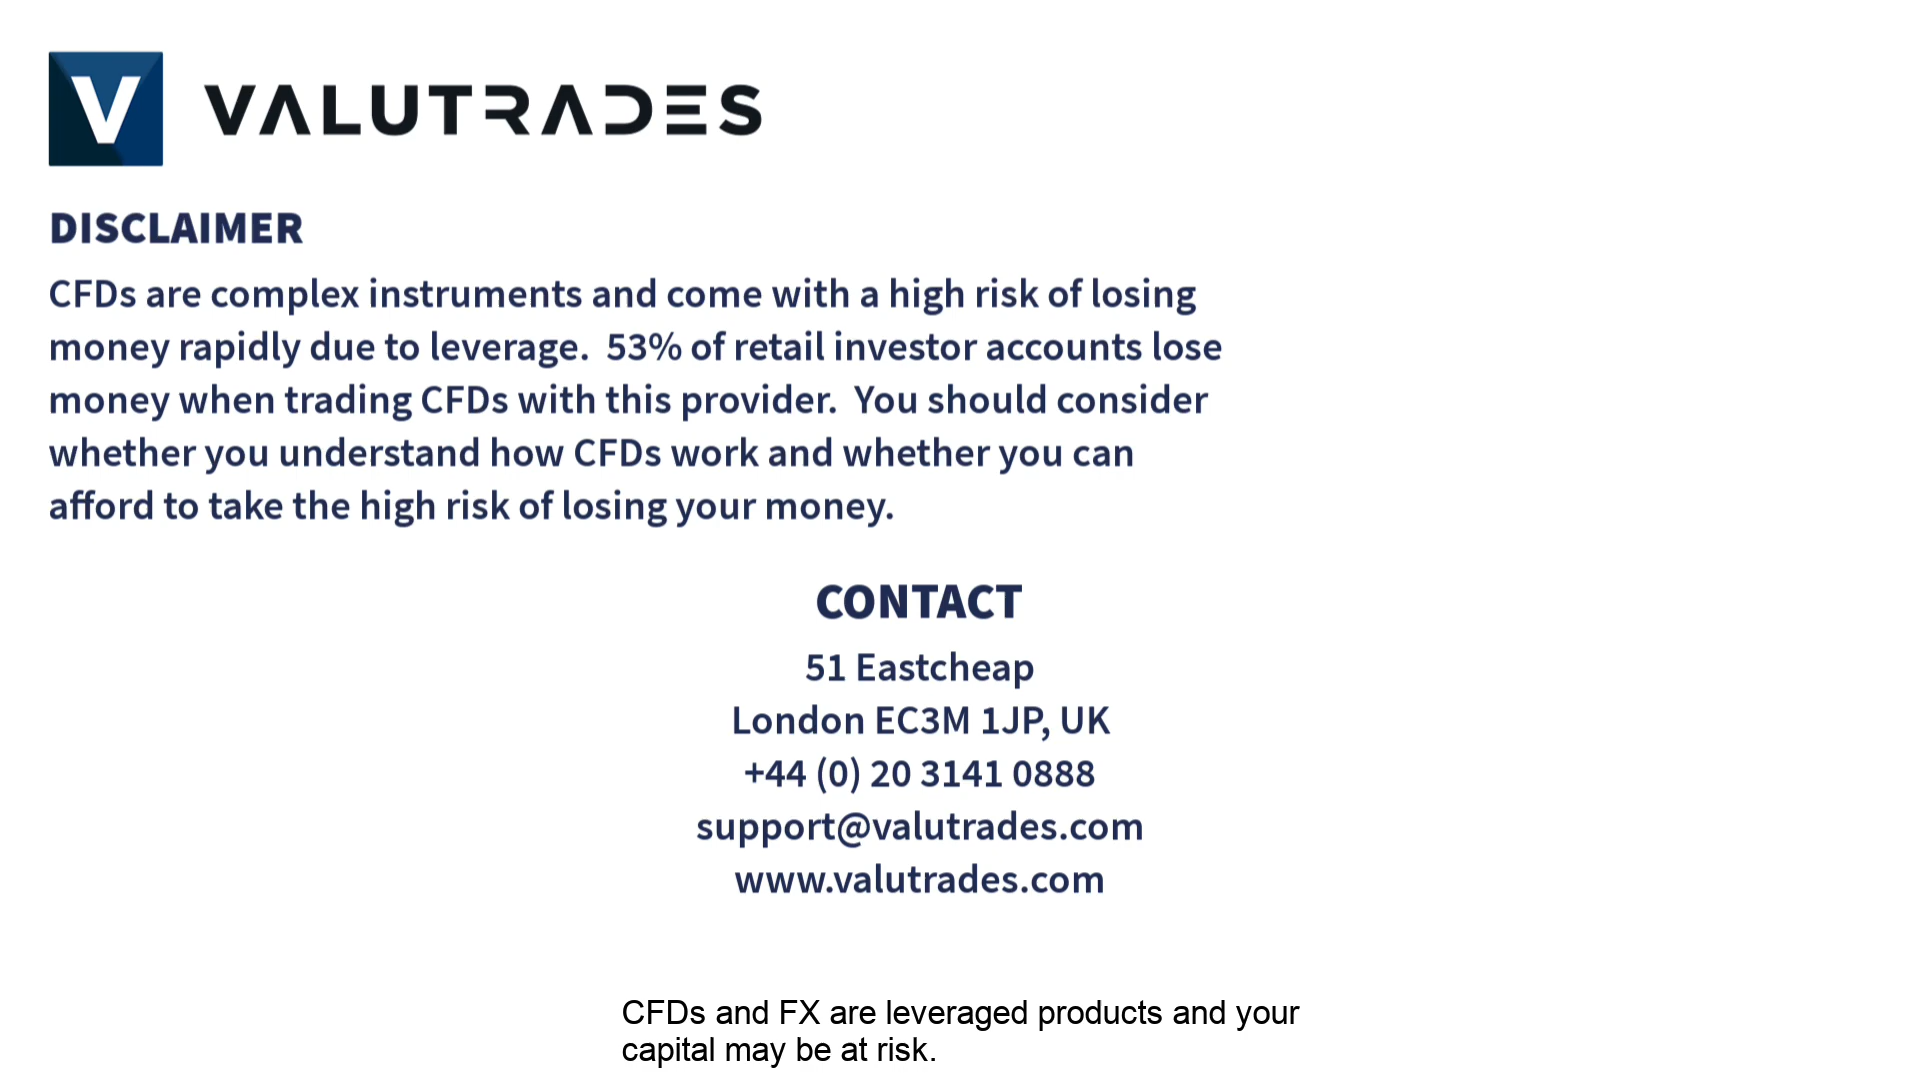 V VALUTRADES
DISCLAIMER
CFDs are complex instruments and come with a high risk of losing
money rapidly due to leverage.  53% of retail investor accounts lose
money when trading CFDs with this provider.  You should consider
whether you understand how CFDs work and whether you can
afford to take the high risk of losing your money.
CONTACT
51 Eastcheap
London EC3M 1JP, UK
+44 (0) 20 3141 0888
support@valutrades.com
www.valutrades.com
CFDs and FX are leveraged products and your
capital may be at risk.